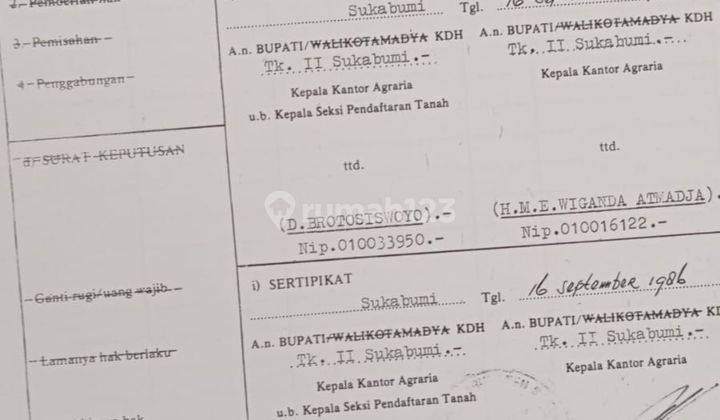 Sukabumi Tgl. 16
3 - Pemisahan -
A.n. BUPATI/WALIKOTAMADYA KDH
Tk. II Sukabumi.-
Kepala Kantor Agraria
u.b. Kepala Seksi Pendaftaran Tanah
A.n. BUPATI/WALIKOTAMADYA KDH
Tk. II Sukabumi.-
Kepala Kantor Agraria
4 - Penggabungan -
d) SURAT KEPUTUSAN
ttd.
ttd.
rumah123
(D.BROTOSISWOYO).-
Nip.010033950.-
(H.M.E.WIGANDA ATMADJA).-
Nip.010016122.-
- Ganti rugi/uang wajib -
- Lamanya hak berlaku
i) SERTIPIKAT
Sukabumi Tgl. 16 september 1986
A.n. BUPATI/WALIKOTAMADYA KDH
Tk. II Sukabumi.-
Kepala Kantor Agraria
u.b. Kepala Seksi Pendaftaran Tanah
A.n. BUPATI/WALIKOTAMADYA
Tk. II Sukabumi.-
Kepala Kantor Agraria